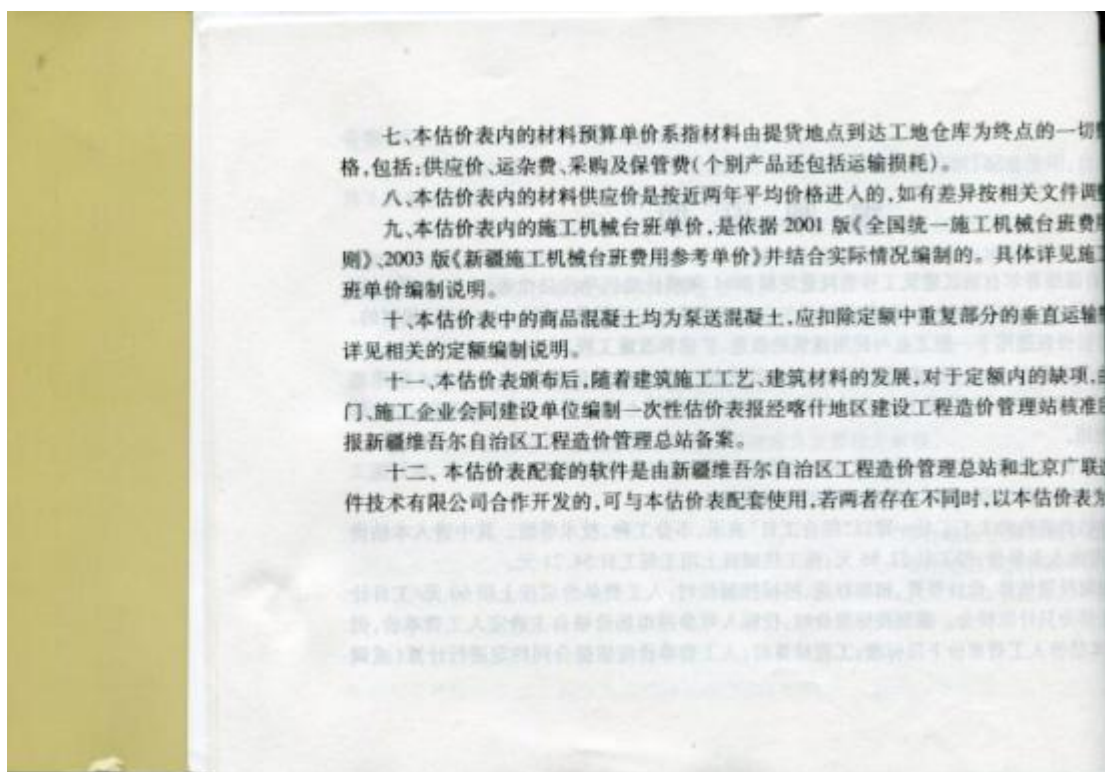 七、本估价表内的材料预算单价系指材料由提货地点到达工地仓库为终点的一切
格,包括:供应价、运杂费、采购及保管费(个别产品还包括运输损耗)。
八、本估价表内的材料供应价是按近两年平均价格进入的,如有差异按相关文件调
九、本估价表内的施工机械台班单价,是依据 2001 版《全国统一施工机械台班费
则》、2003 版《新疆施工机械台班费用参考单价》并结合实际情况编制的。具体详见施工
班单价编制说明。
十、本估价表中的商品混凝土均为泵送混凝土,应扣除定额中重复部分的垂直运输
详见相关的定额编制说明。
十一、本估价表颁布后,随着建筑施工工艺、建筑材料的发展,对于定额内的缺项,
门、施工企业会同建设单位编制一次性估价表报经喀什地区建设工程造价管理站核准
报新疆维吾尔自治区工程造价管理总站备案。
十二、本估价表配套的软件是由新疆维吾尔自治区工程造价管理总站和北京广联
件技术有限公司合作开发的,可与本估价表配套使用,若两者存在不同时,以本估价表为